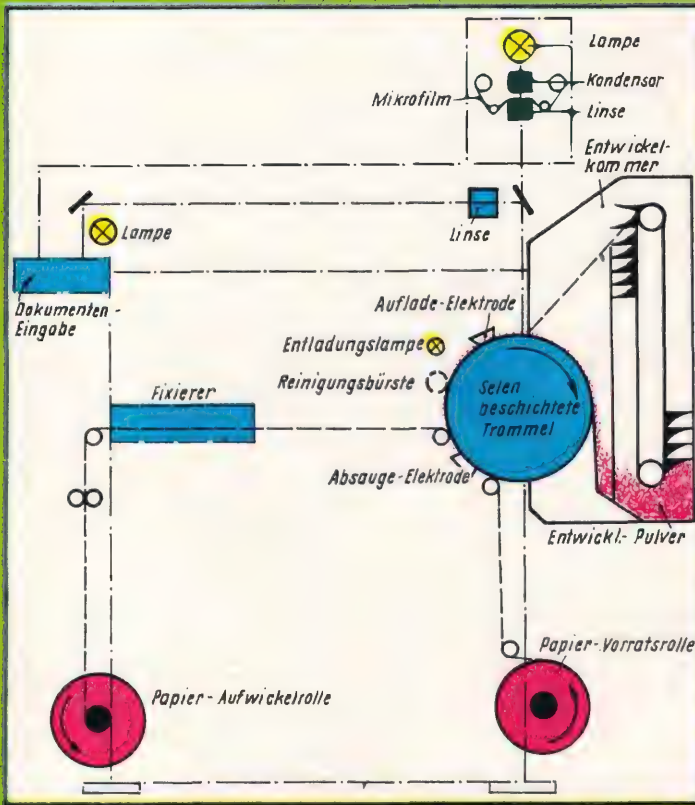 Lampe
Kondensor
Mikrofilm
Linse
Entwickel-
kammer
Lampe
Linse
Dokumenten-
Eingabe
Auflade-Elektrode
Entladungslampe
Reinigungsbürste
Fixierer
Selen
beschichtete
Trommel
Absauge-Elektrode
Entwickl.- Pulver
Papier-Vorratsrolle
Papier-Aufwickelrolle